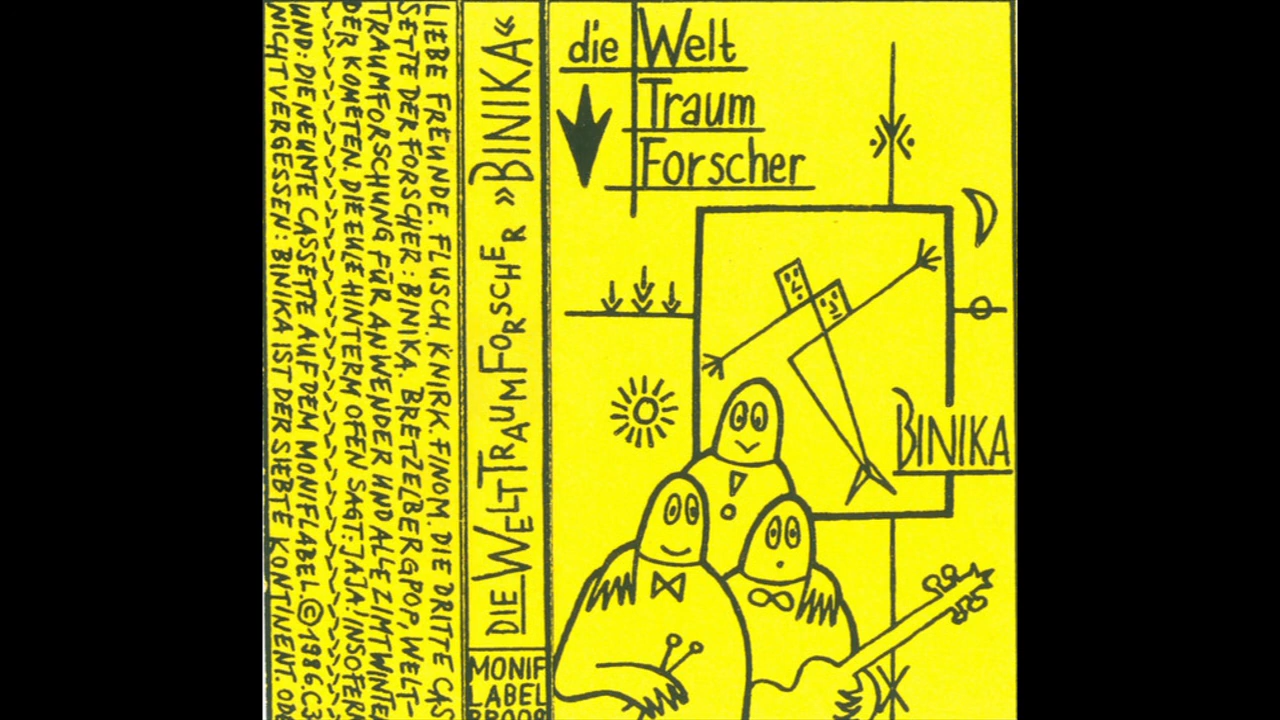 LIEBE FREUNDE. FLUSCH. KNIRK. FINOM. DIE DRITTE CAS
SETTE DER FORSCHER: BINIKA. BRETZELBERGPOP, WELT-
TRAUMFORSCHUNG FÜR ANWENDER UND ALLE ZIMTWINTE
DER KOMETEN. DIE EULE HINTERM OFEN SAGT: JAJA! INSOFERN
UND: DIE NEUNTE CASSETTE AUF DEM MONIFLABEL. © 1986. C3
NICHT VERGESSEN: BINIKA IST DER SIEBTE KONTINENT.
DIE WELTTRAUMFORSCHER »BINIKA«
MONIF
LABEL
die Welt
Traum
Forscher
BINIKA